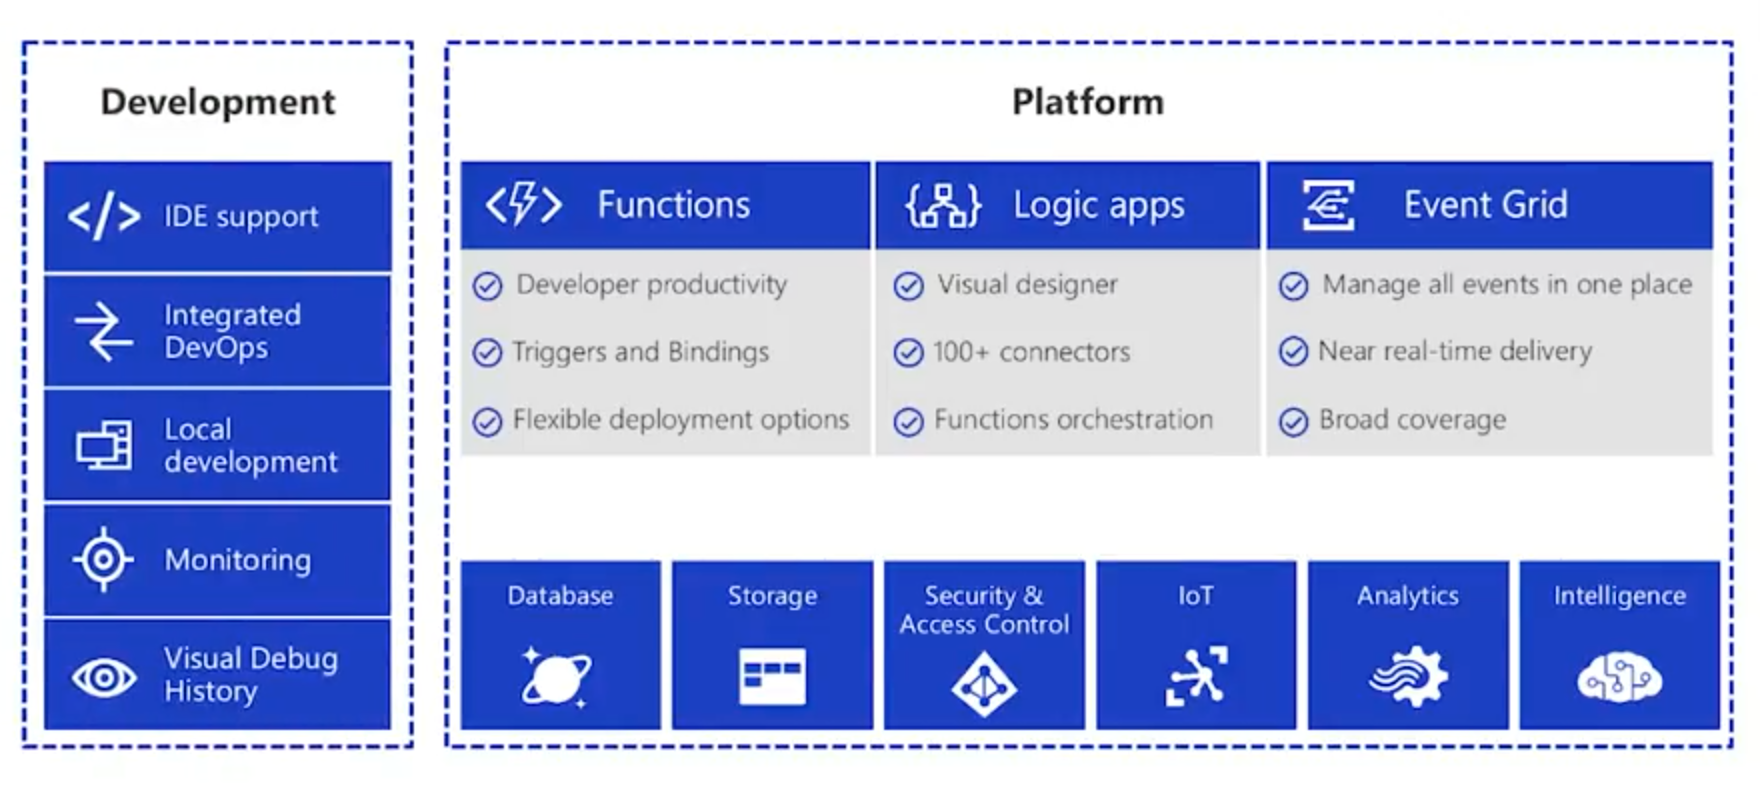 Development
IDE support
Integrated
DevOps
Local
development
Monitoring
Visual Debug
History
Platform
Functions
Developer productivity
Triggers and Bindings
Flexible deployment options
Logic apps
Visual designer
100+ connectors
Functions orchestration
Event Grid
Manage all events in one place
Near real-time delivery
Broad coverage
Database
Storage
Security &
Access Control
IoT
Analytics
Intelligence